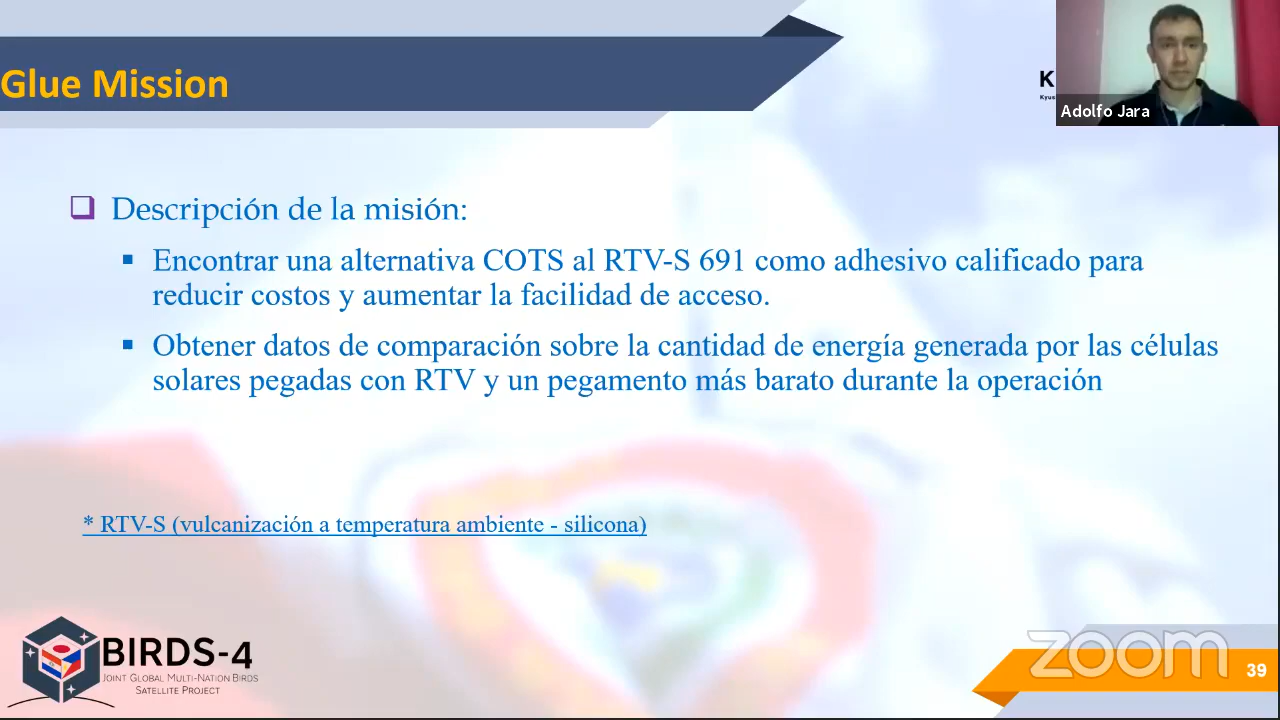 Glue Mission
K
Kyus
Adolfo Jara
Descripción de la misión:
Encontrar una alternativa COTS al RTV-S 691 como adhesivo calificado para
reducir costos y aumentar la facilidad de acceso.
Obtener datos de comparación sobre la cantidad de energía generada por las células
solares pegadas con RTV y un pegamento más barato durante la operación
* RTV-S (vulcanización a temperatura ambiente - silicona)
BIRDS-4
JOINT GLOBAL MULTI-NATION BIRDS
SATELLITE PROJECT
zoom
39